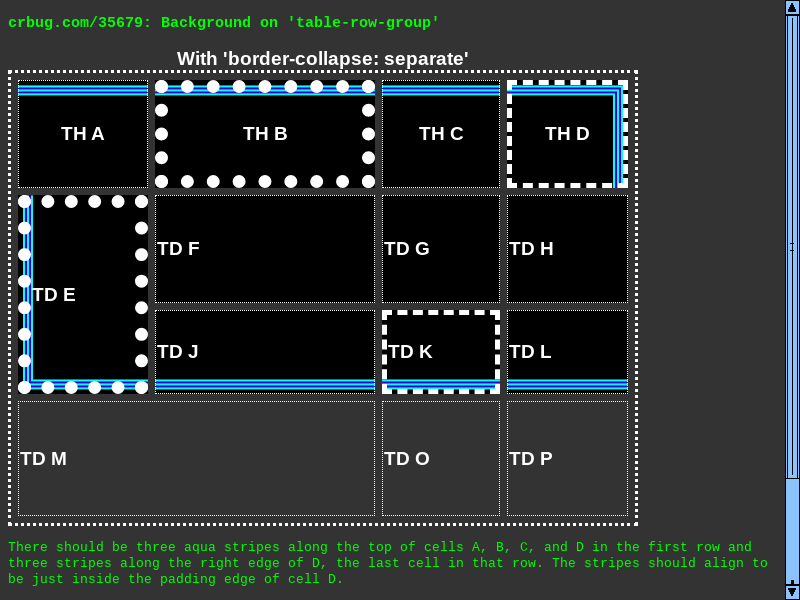 crbug.com/35679: Background on 'table-row-group'
With 'border-collapse: separate'
TH A TH B TH C TH D
TD E TD F TD G TD H
TD J TD K TD L
TD M TD O TD P
There should be three aqua stripes along the top of cells A, B, C, and D in the first row and
three stripes along the right edge of D, the last cell in that row. The stripes should align to
be just inside the padding edge of cell D.